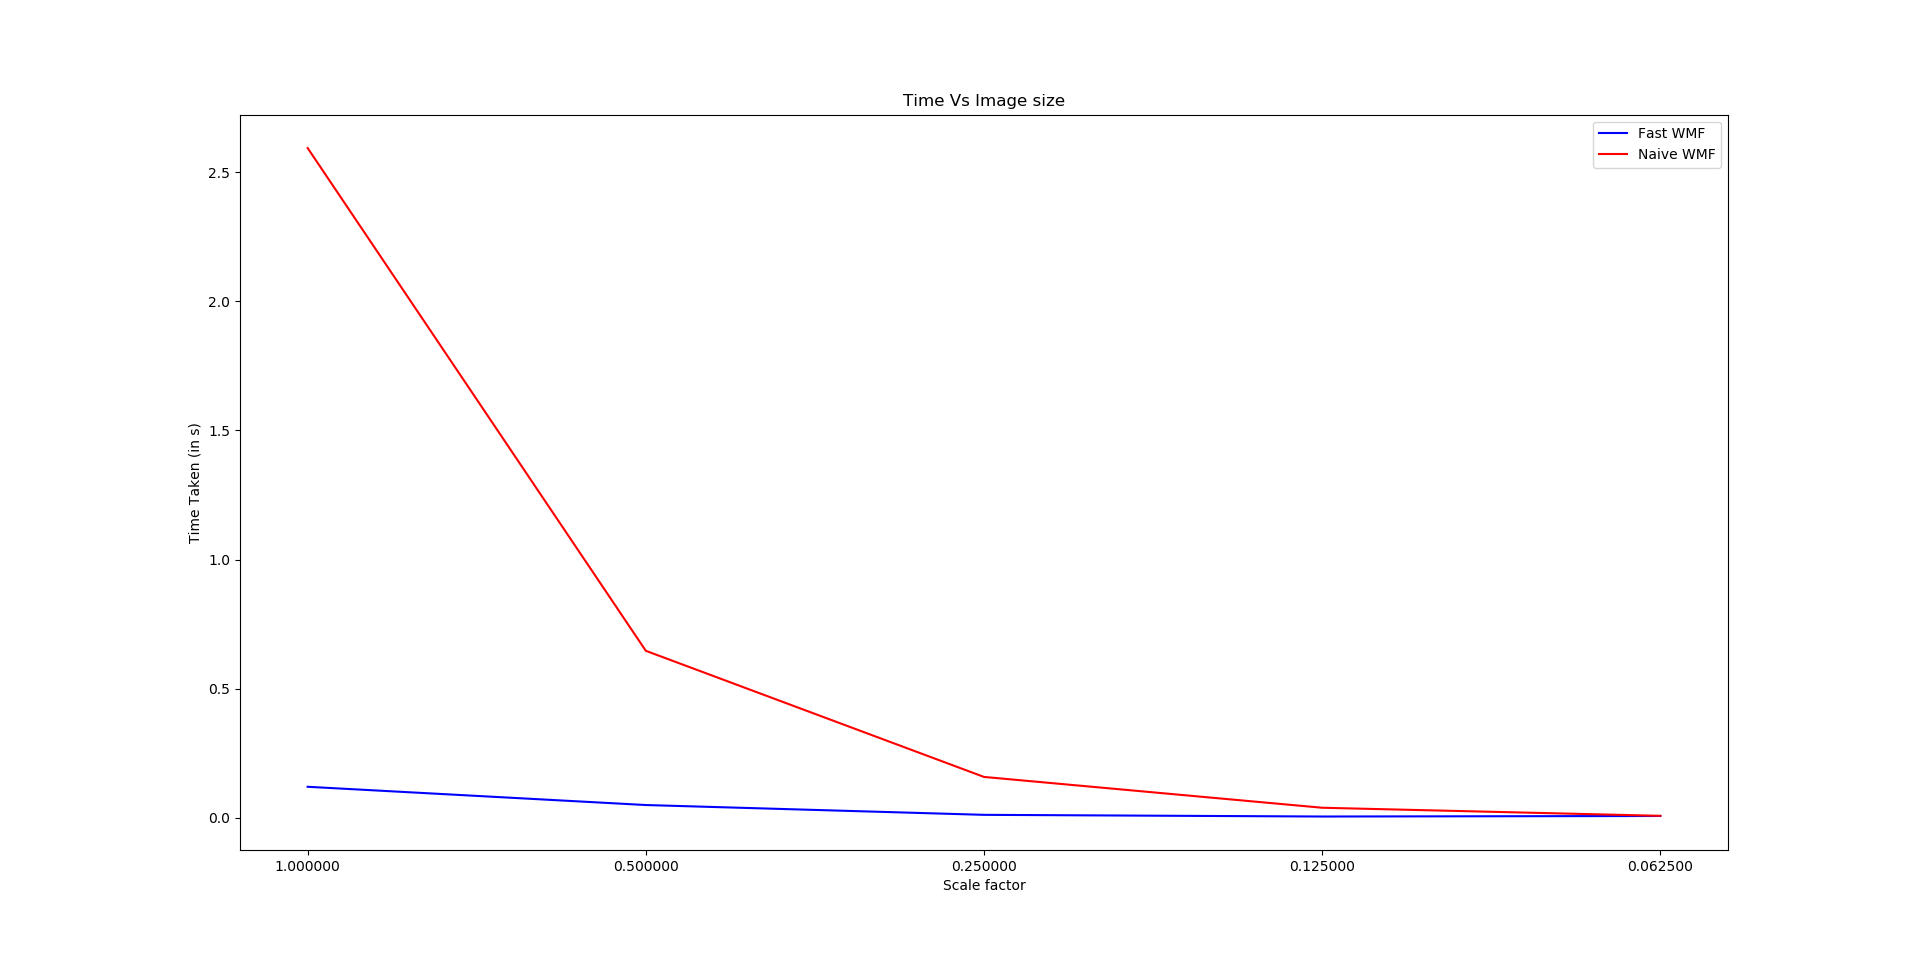 Time Vs Image size
Fast WMF
Naive WMF
Time Taken (in s)
2.5
2.0
1.5
1.0
0.5
0.0
1.000000 0.500000 0.250000 0.125000 0.062500
Scale factor